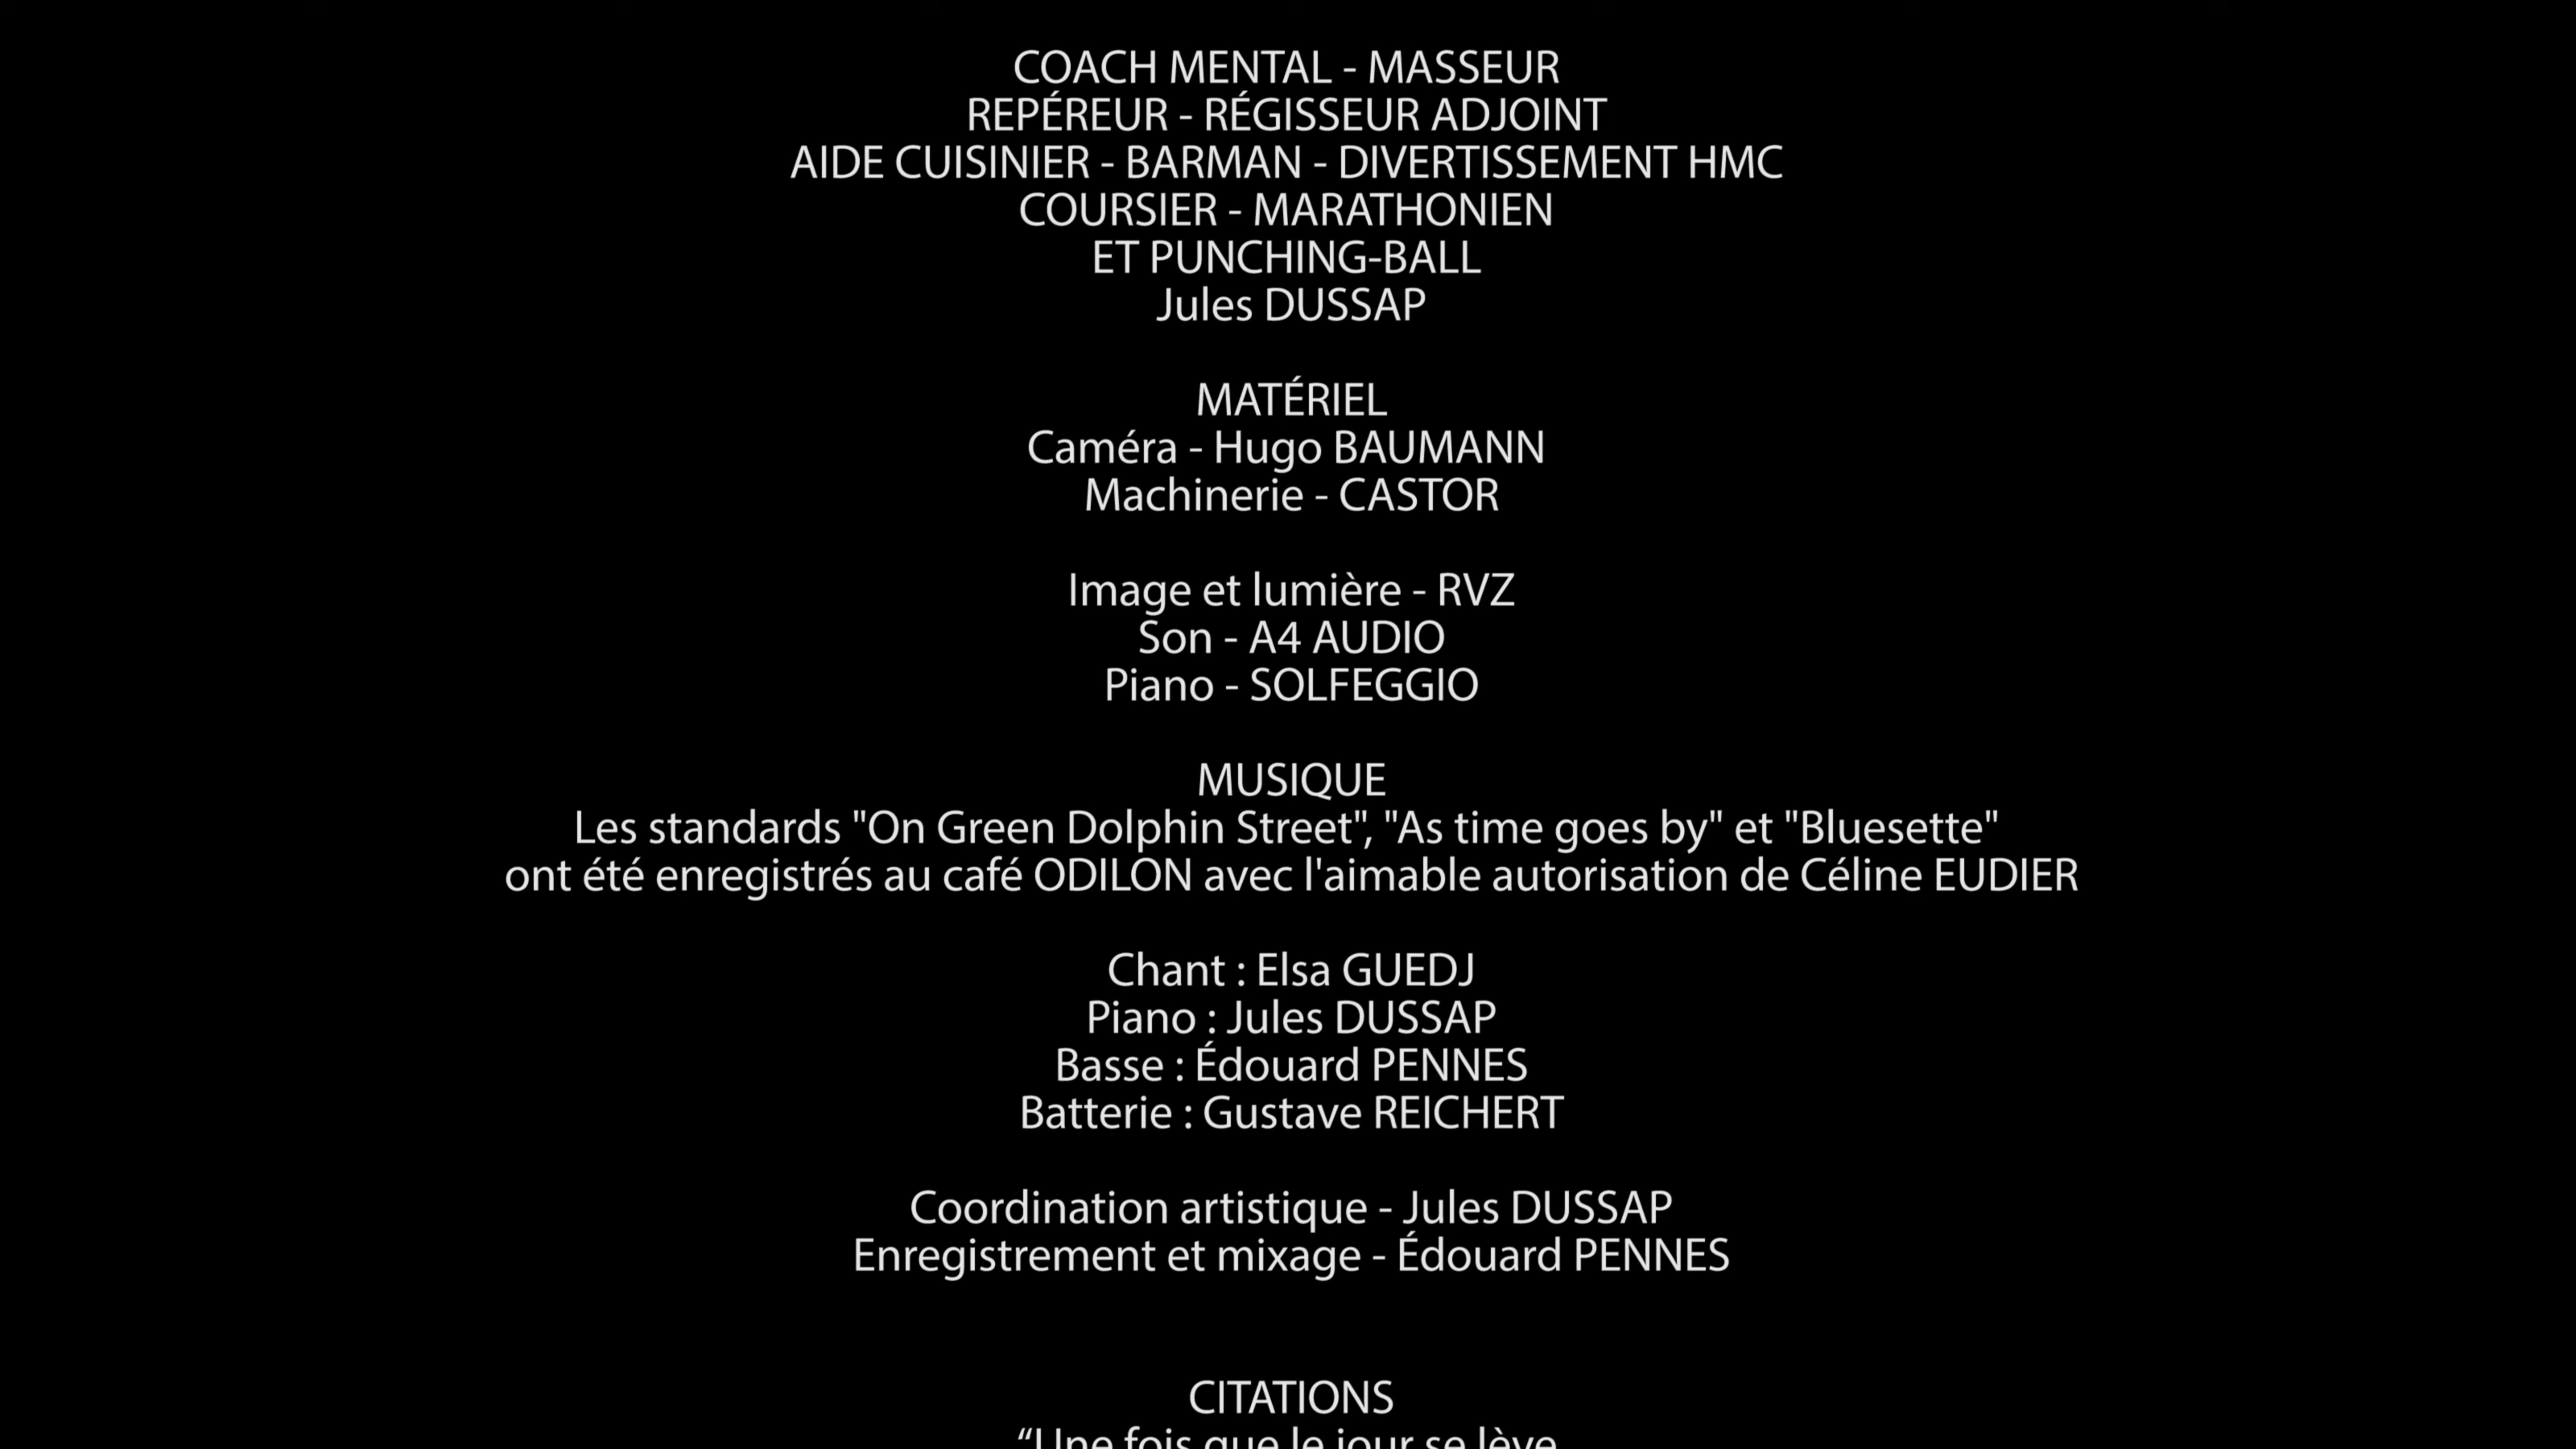 COACH MENTAL - MASSEUR
REPÉREUR - RÉGISSEUR ADJOINT
AIDE CUISINIER - BARMAN - DIVERTISSEMENT HMC
COURSIER - MARATHONIEN
ET PUNCHING-BALL
Jules DUSSAP
MATÉRIEL
Caméra - Hugo BAUMANN
Machinerie - CASTOR
Image et lumière - RVZ
Son - A4 AUDIO
Piano - SOLFEGGIO
MUSIQUE
Les standards "On Green Dolphin Street", "As time goes by" et "Bluesette"
ont été enregistrés au café ODILON avec l'aimable autorisation de Céline EUDIER
Chant : Elsa GUEDJ
Piano : Jules DUSSAP
Basse : Édouard PENNES
Batterie : Gustave REICHERT
Coordination artistique - Jules DUSSAP
Enregistrement et mixage - Édouard PENNES
CITATIONS
“Une fois que le jour se lève